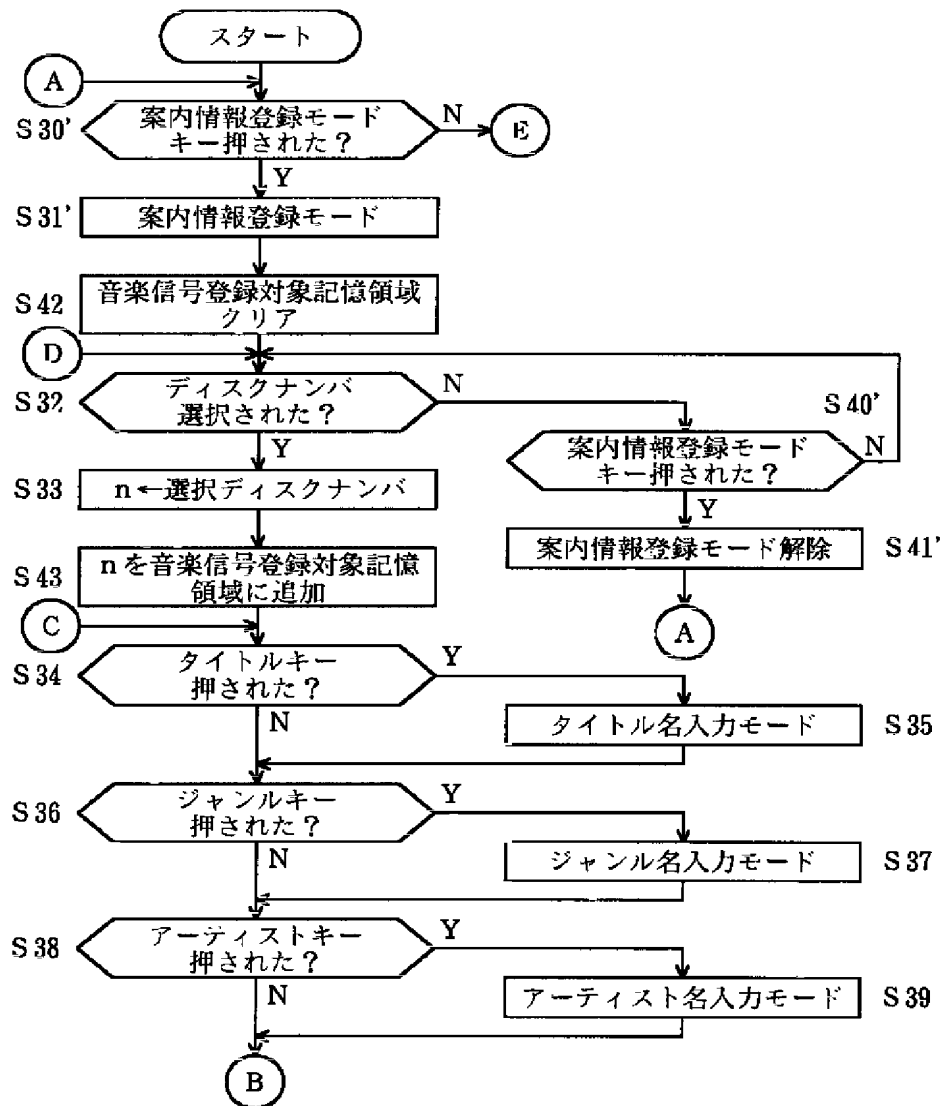 スタート
A
S30'
案内情報登録モード
キー押された？
N
E
Y
S31'
案内情報登録モード
S42
音楽信号登録対象記憶領域
クリア
D
S32
ディスクナンバ
選択された？
N
S40'
案内情報登録モード
キー押された？
N
Y
S33
n←選択ディスクナンバ
Y
案内情報登録モード解除
S41'
S43
nを音楽信号登録対象記憶
領域に追加
A
C
S34
タイトルキー
押された？
Y
N
タイトル名入力モード
S35
S36
ジャンルキー
押された？
Y
N
ジャンル名入力モード
S37
S38
アーティストキー
押された？
Y
N
アーティスト名入力モード
S39
B